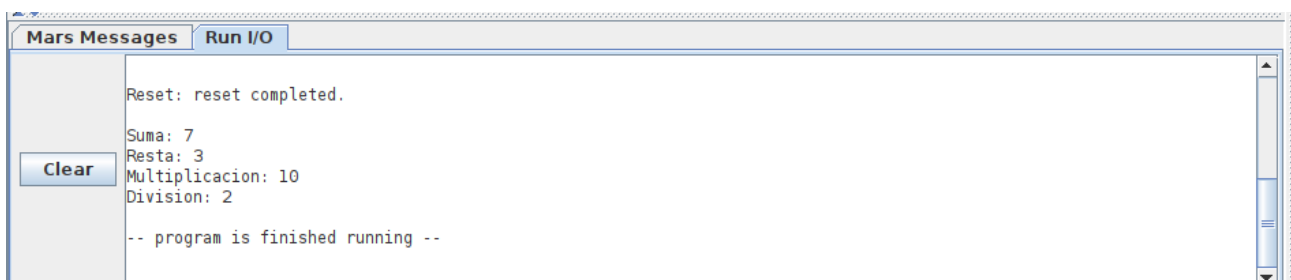 Mars Messages Run I/O
Reset: reset completed.
Suma: 7
Resta: 3
Clear
Multiplicacion: 10
Division: 2
-- program is finished running --